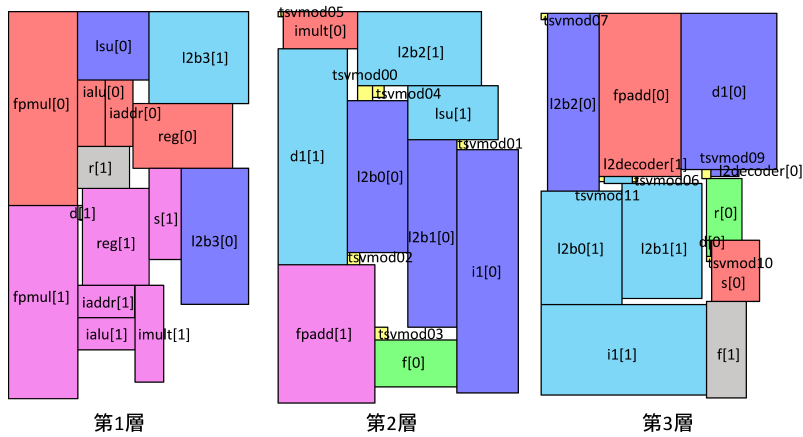 lsu[0]
l2b3[1]
ialu[0]
fpmul[0]
iaddr[0]
reg[0]
r[1]
d[1]
s[1]
reg[1]
l2b3[0]
fpmul[1]
iaddr[1]
ialu[1]
imult[1]
第1層
tsvmod05
imult[0]
l2b2[1]
tsvmod00
tsvmod04
lsu[1]
tsvmod01
d1[1]
l2b0[0]
l2b1[0]
tsvmod02
i1[0]
fpadd[1]
tsvmod03
f[0]
第2層
tsvmod07
l2b2[0]
fpadd[0]
d1[0]
l2decoder[1]
tsvmod09
l2decoder[0]
tsvmod06
tsvmod11
r[0]
l2b0[1]
l2b1[1]
d[0]
tsvmod10
s[0]
i1[1]
f[1]
第3層